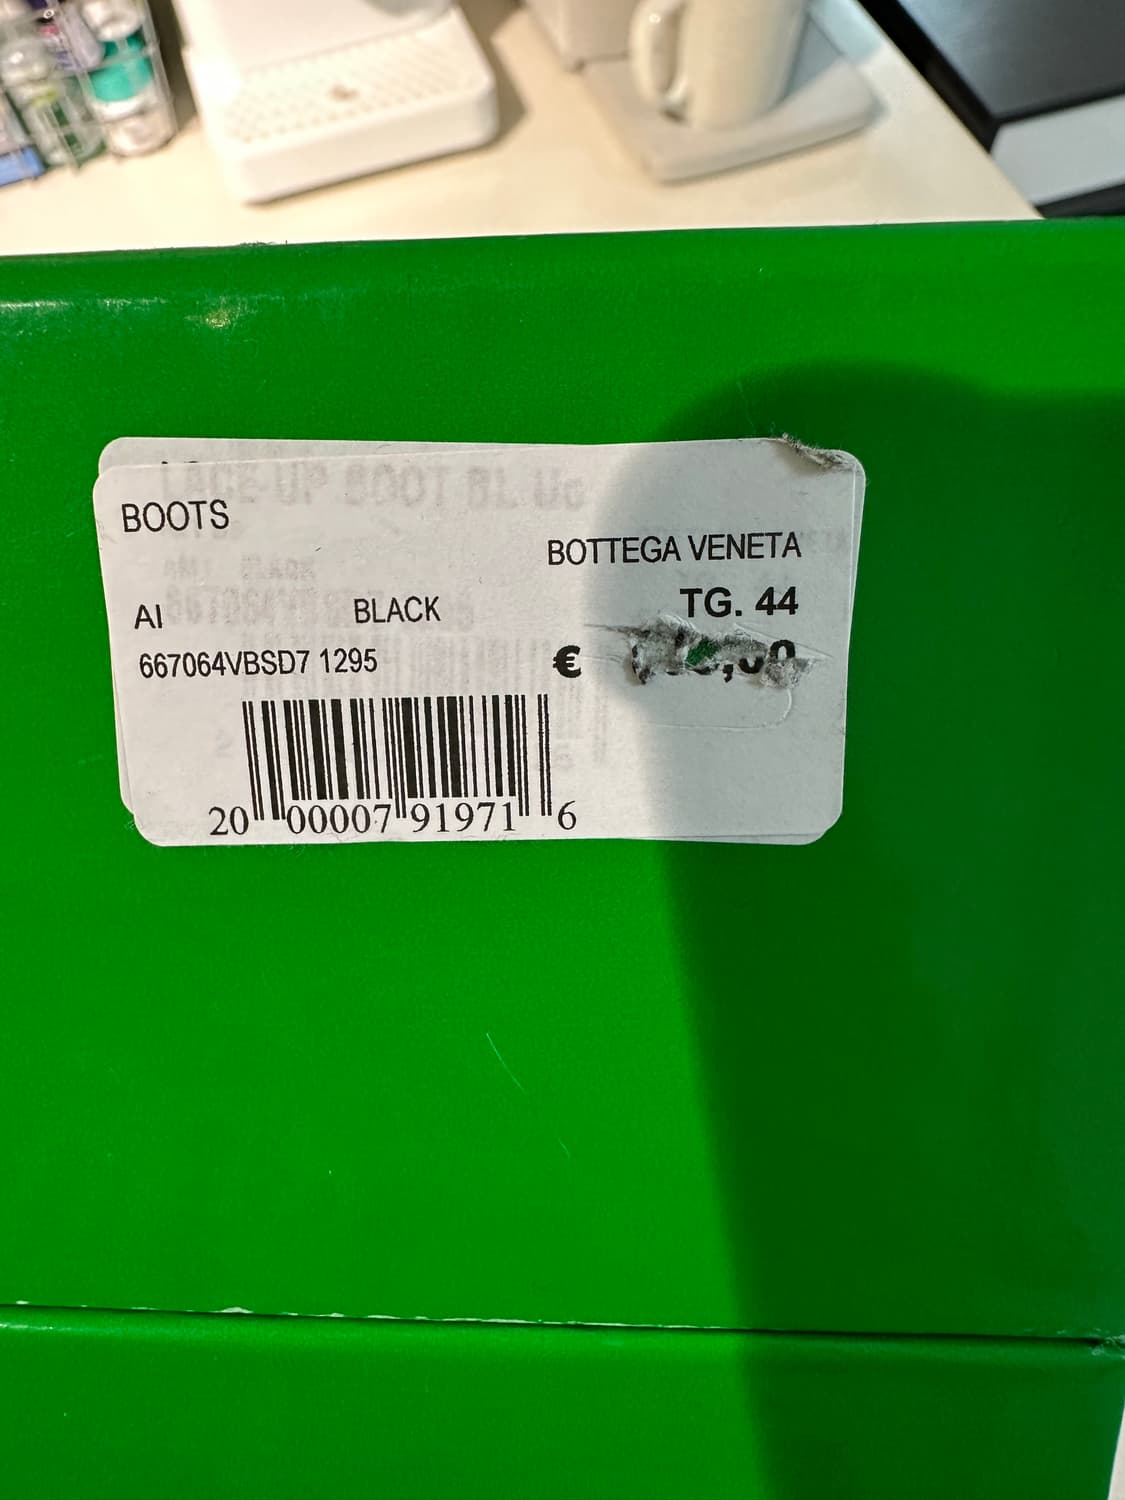 BOOTS
BOTTEGA VENETA
TG. 44
AI BLACK
667064VBSD7 1295 €
20 00007 91971 6